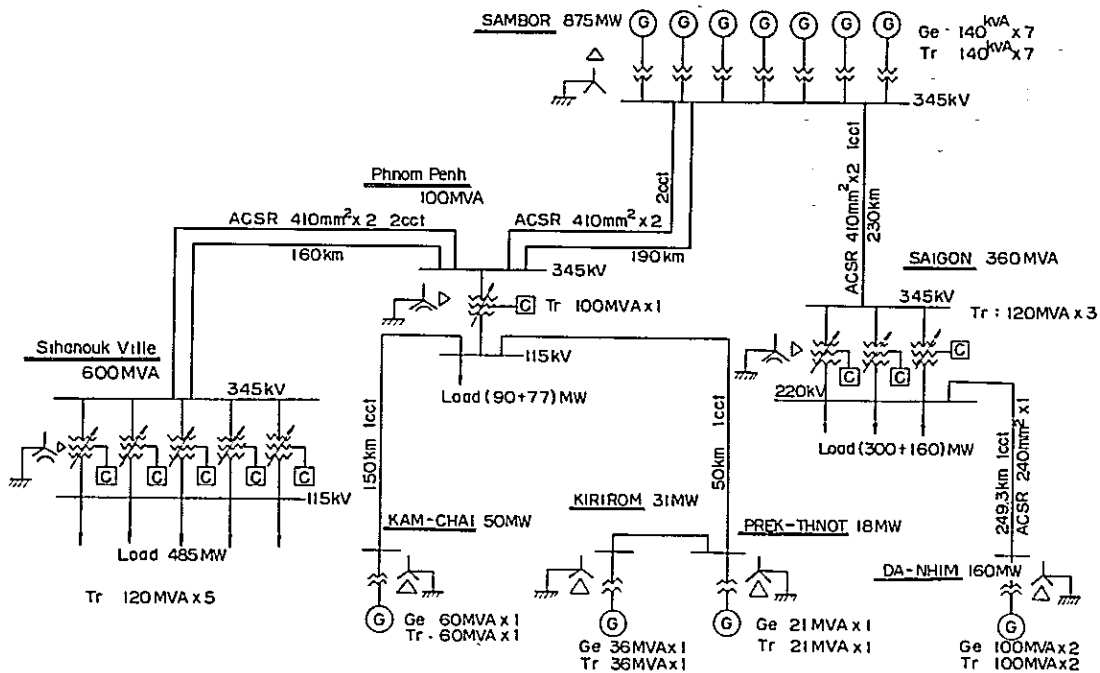 SAMBOR 875MW
G G G G G G G
Ge - 140kVA x 7
Tr 140kVA x 7
345kV
Phnom Penh
100MVA
ACSR 410mm² x 2 2cct
160km
ACSR 410mm² x 2
2cct
190km
345kV
C Tr 100MVA x 1
115kV
Load (90+77) MW
ACSR 410mm² x 2 1cct
230km
SAIGON 360MVA
345kV
Tr : 120MVA x 3
C C C
220kV
Load (300+160) MW
249.3km 1cct
ACSR 240mm² x 1
DA-NHIM 160MW
G
Ge 100MVA x 2
Tr 100MVA x 2
Sihanouk Ville
600MVA
345kV
C C C C C
115kV
Load 485MW
Tr 120MVA x 5
150km 1cct
KAM-CHAI 50MW
G Ge 60MVA x 1
Tr . 60MVA x 1
50km 1cct
KIRIROM 31MW
G
Ge 36MVA x 1
Tr 36MVA x 1
PREK-THNOT 18MW
G Ge 21MVA x 1
Tr 21MVA x 1